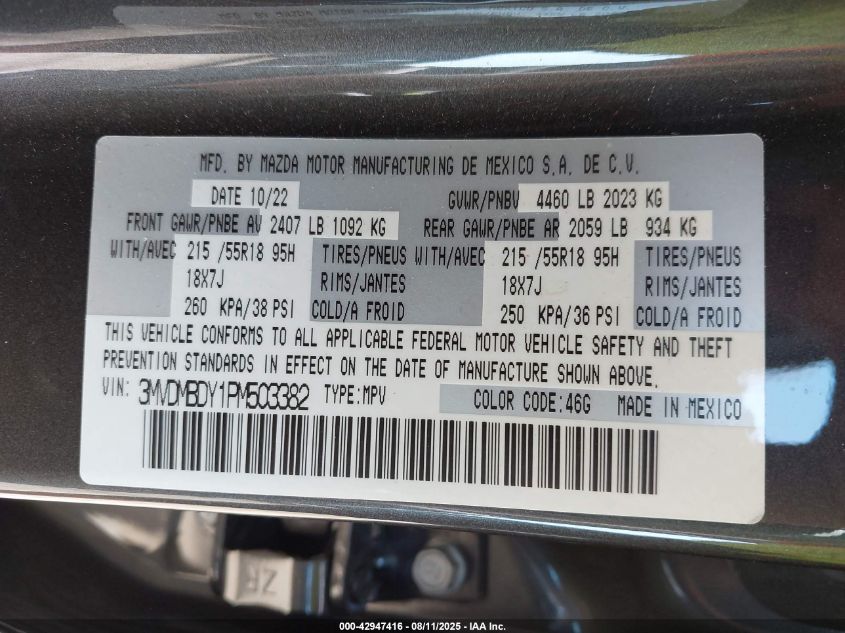 MFD. BY MAZDA MOTOR MANUFACTURING DE MEXICO S.A. DE C.V.
DATE 10/22 GVWR/PNBV 4460 LB 2023 KG
FRONT GAWR/PNBE AV 2407 LB 1092 KG REAR GAWR/PNBE AR 2059 LB 934 KG
WITH/AVEC 215 /55R18 95H TIRES/PNEUS WITH/AVEC 215 /55R18 95H TIRES/PNEUS
18X7J RIMS/JANTES 18X7J RIMS/JANTES
260 KPA/38 PSI COLD/A FROID 250 KPA/36 PSI COLD/A FROID
THIS VEHICLE CONFORMS TO ALL APPLICABLE FEDERAL MOTOR VEHICLE SAFETY AND THEFT
PREVENTION STANDARDS IN EFFECT ON THE DATE OF MANUFACTURE SHOWN ABOVE.
VIN: 3MVDMBDY1PM503382 TYPE:MPV COLOR CODE:46G MADE IN MEXICO
ZR
000-42947416 - 08/11/2025 - IAA Inc.